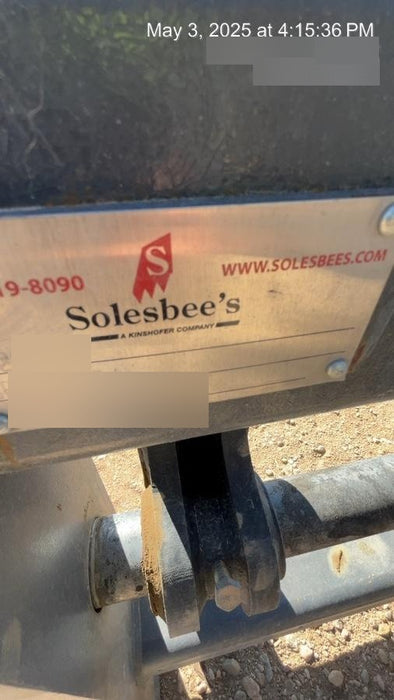 May 3, 2025 at 4:15:36 PM
19-8090
S
WWW.SOLESBEES.COM
Solesbee's
A KINSHOFER COMPANY